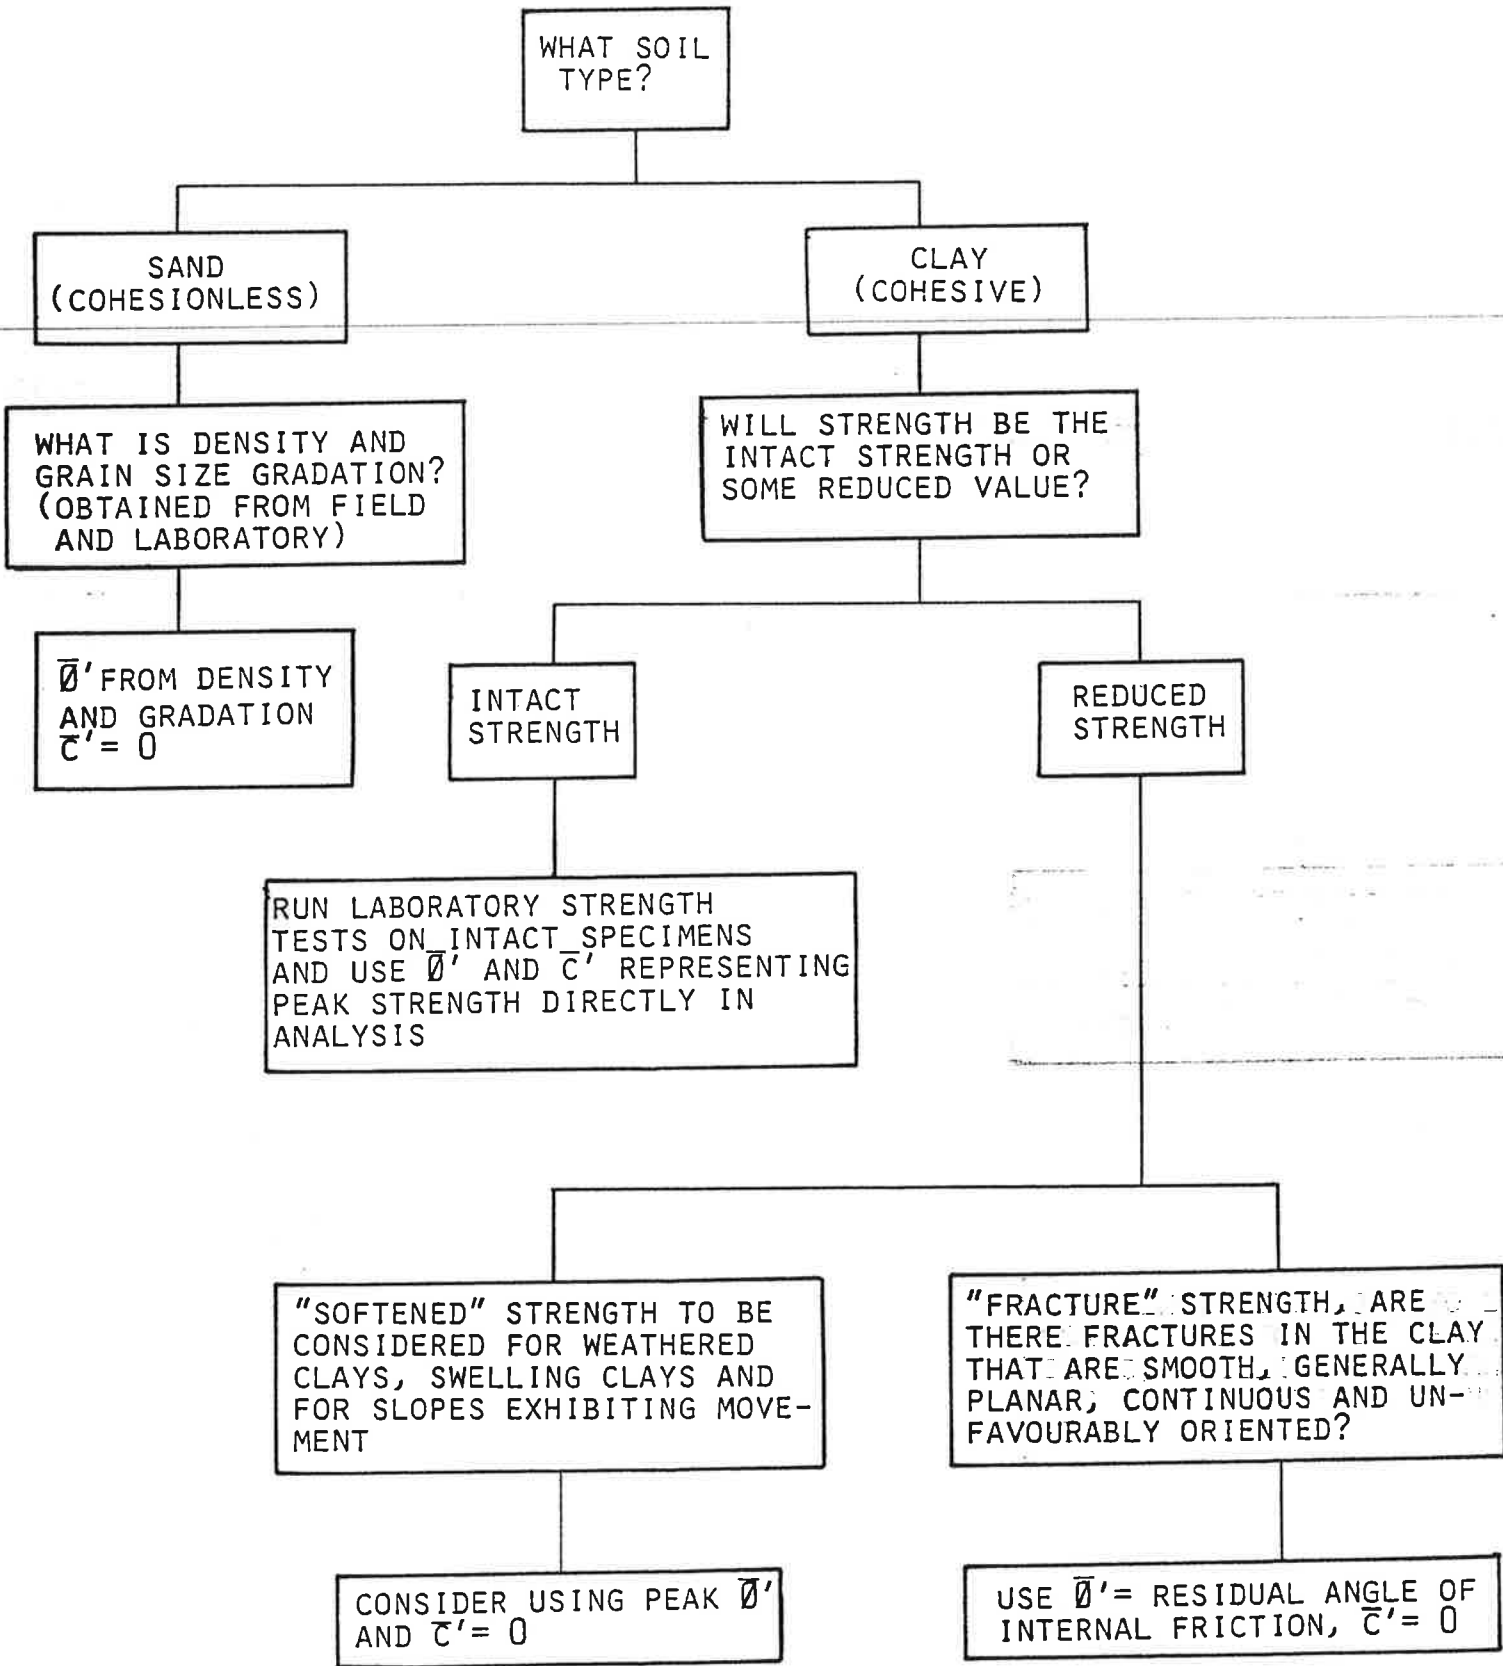 WHAT SOIL
TYPE?
SAND
(COHESIONLESS)
CLAY
(COHESIVE)
WHAT IS DENSITY AND
GRAIN SIZE GRADATION?
(OBTAINED FROM FIELD
AND LABORATORY)
WILL STRENGTH BE THE
INTACT STRENGTH OR
SOME REDUCED VALUE?
Ø̅' FROM DENSITY
AND GRADATION
C̅'= 0
INTACT
STRENGTH
REDUCED
STRENGTH
RUN LABORATORY STRENGTH
TESTS ON INTACT SPECIMENS
AND USE Ø̅' AND C̅' REPRESENTING
PEAK STRENGTH DIRECTLY IN
ANALYSIS
"SOFTENED" STRENGTH TO BE
CONSIDERED FOR WEATHERED
CLAYS, SWELLING CLAYS AND
FOR SLOPES EXHIBITING MOVE-
MENT
"FRACTURE" STRENGTH, ARE
THERE FRACTURES IN THE CLAY
THAT ARE SMOOTH, GENERALLY
PLANAR, CONTINUOUS AND UN-
FAVOURABLY ORIENTED?
CONSIDER USING PEAK Ø̅'
AND C̅'= 0
USE Ø̅'= RESIDUAL ANGLE OF
INTERNAL FRICTION, C̅'= 0